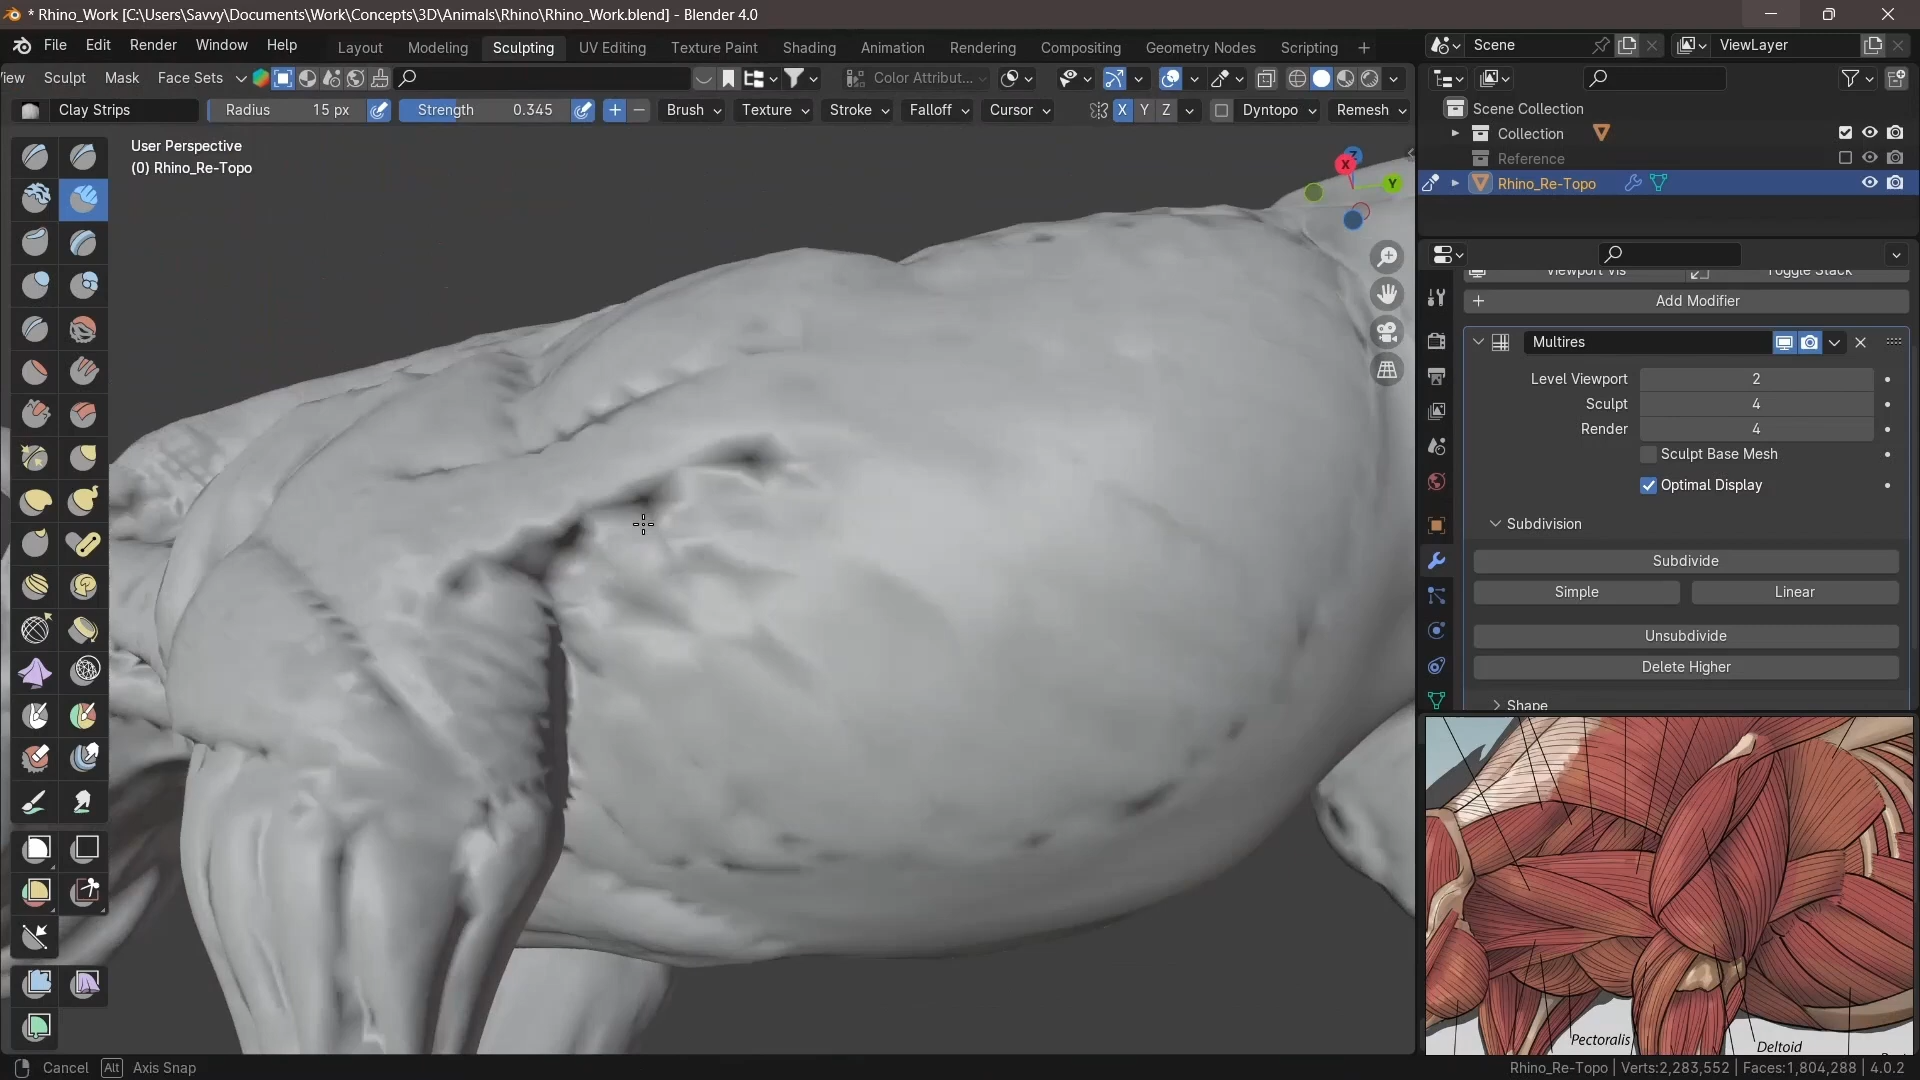 * Rhino_Work [C:\Users\Savvy\Documents\Work\Concepts\3D\Animals\Rhino\Rhino_Work.blend] - Blender 4.0
File Edit Render Window Help Layout Modeling Sculpting UV Editing Texture Paint Shading Animation Rendering Compositing Geometry Nodes Scripting + Scene ViewLayer
iew Sculpt Mask Face Sets Color Attribut...
Clay Strips Radius 15 px Strength 0.345 + − Brush Texture Stroke Falloff Cursor X Y Z Dyntopo Remesh
User Perspective
(0) Rhino_Re-Topo
Z
X
Y
Scene Collection
Collection
Reference
Rhino_Re-Topo
Viewport Vis Toggle Stack
+ Add Modifier
Multires
Level Viewport 2
Sculpt 4
Render 4
Sculpt Base Mesh
Optimal Display
Subdivision
Subdivide
Simple Linear
Unsubdivide
Delete Higher
Shape
Pectoralis
Deltoid
Cancel Alt Axis Snap
Rhino_Re-Topo | Verts:2,283,552 | Faces:1,804,288 | 4.0.2